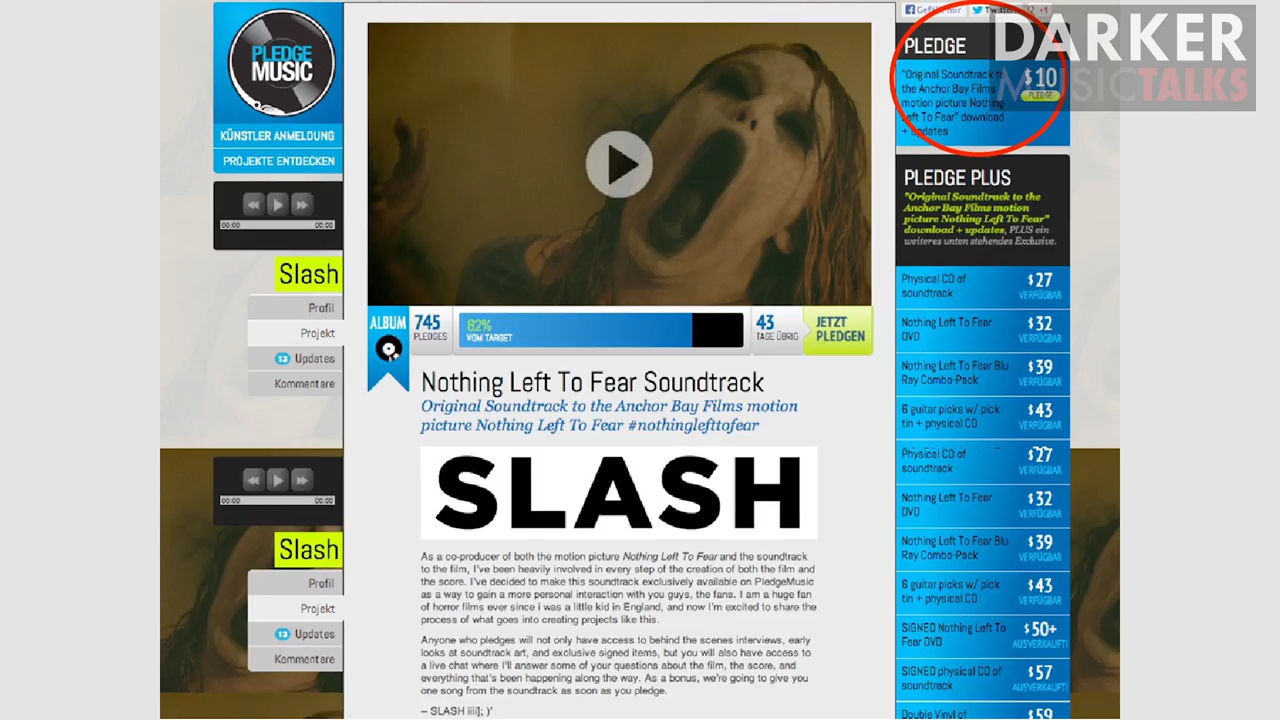 PLEDGE
MUSIC
KÜNSTLER ANMELDUNG
PROJEKTE ENTDECKEN
00:00 00:00
Slash
Profil
Projekt
13 Updates
Kommentare
00:00 00:00
Slash
Profil
Projekt
13 Updates
Kommentare
ALBUM
745
PLEDGES
82%
VOM TARGET
43
TAGE ÜBRIG
JETZT
PLEDGEN
Nothing Left To Fear Soundtrack
Original Soundtrack to the Anchor Bay Films motion
picture Nothing Left To Fear #nothinglefttofear
SLASH
As a co-producer of both the motion picture Nothing Left To Fear and the soundtrack
to the film, I've been heavily involved in every step of the creation of both the film and
the score. I've decided to make this soundtrack exclusively available on PledgeMusic
as a way to gain a more personal interaction with you guys, the fans. I am a huge fan
of horror films ever since i was a little kid in England, and now I'm excited to share the
process of what goes into creating projects like this.
Anyone who pledges will not only have access to behind the scenes interviews, early
looks at soundtrack art, and exclusive signed items, but you will also have access to
a live chat where I'll answer some of your questions about the film, the score, and
everything that's been happening along the way. As a bonus, we're going to give you
one song from the soundtrack as soon as you pledge.
-- SLASH iiii]; )'
Gefällt mir
+1
DARKER
MUSICTALKS
PLEDGE
"Original Soundtrack to
the Anchor Bay Films
motion picture Nothing
Left To Fear" download
+ updates
$10
PLEDGE
PLEDGE PLUS
"Original Soundtrack to the
Anchor Bay Films motion
picture Nothing Left To Fear"
download + updates, PLUS ein
weiteres unten stehendes Exclusive.
Physical CD of
soundtrack
$27
VERFÜGBAR
Nothing Left To Fear
DVD
$32
VERFÜGBAR
Nothing Left To Fear Blu
Ray Combo-Pack
$39
VERFÜGBAR
6 guitar picks w/ pick
tin + physical CD
$43
VERFÜGBAR
Physical CD of
soundtrack
$27
VERFÜGBAR
Nothing Left To Fear
DVD
$32
VERFÜGBAR
Nothing Left To Fear Blu
Ray Combo-Pack
$39
VERFÜGBAR
6 guitar picks w/ pick
tin + physical CD
$43
VERFÜGBAR
SIGNED Nothing Left To
Fear DVD
$50+
AUSVERKAUFT!
SIGNED physical CD of
soundtrack
$57
AUSVERKAUFT!
Double Vinyl of
$59